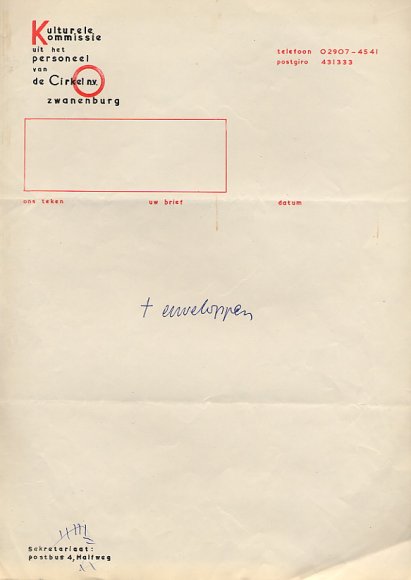 Kulturele
Kommissie
uit het
personeel
van
de Cirkel n.v.
zwanenburg
telefoon 02907-4541
postgiro 431333
ons teken uw brief datum
+ enveloppen
Sekretariaat:
postbus 4, Halfweg